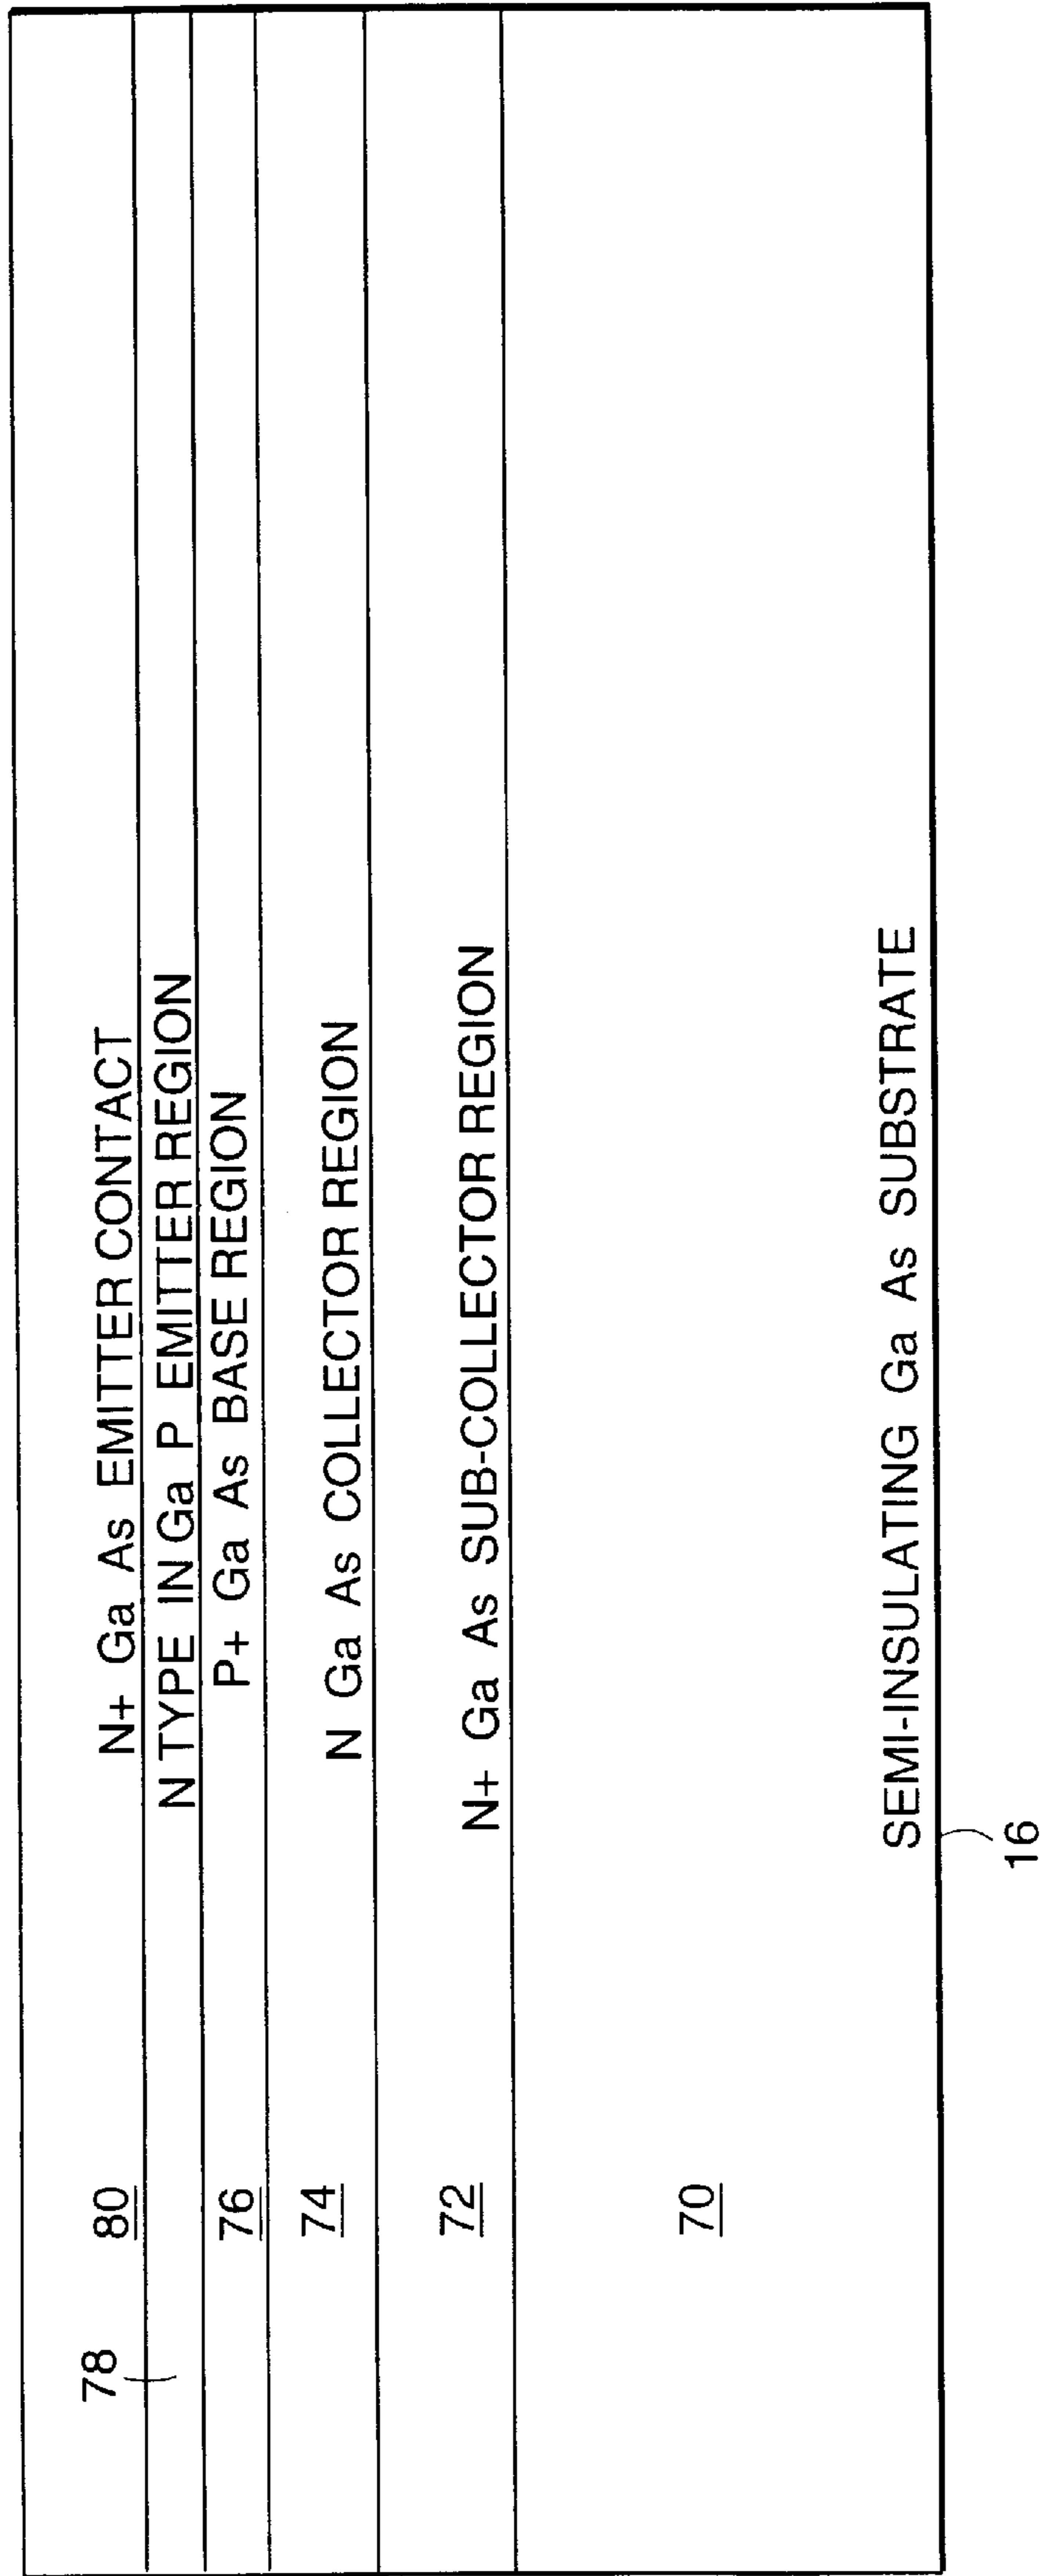 78
80
N+ Ga As EMITTER CONTACT
N TYPE IN Ga P EMITTER REGION
76
P+ Ga As BASE REGION
74
N Ga As COLLECTOR REGION
72
N+ Ga As SUB-COLLECTOR REGION
70
SEMI-INSULATING Ga As SUBSTRATE
16